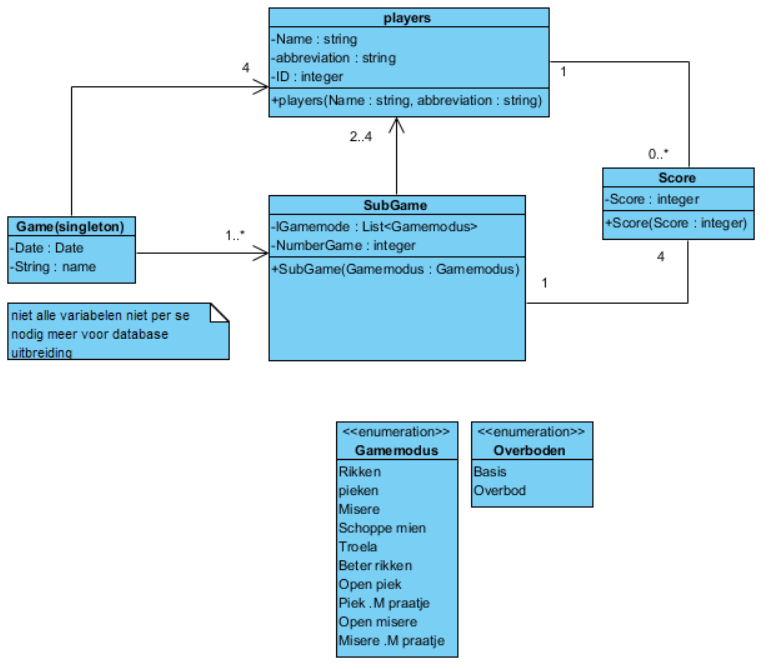 players
-Name : string
-abbreviation : string
-ID : integer
+players(Name : string, abbreviation : string)
4
1
2..4
0..*
Score
-Score : integer
+Score(Score : integer)
4
SubGame
-lGamemode : List<Gamemodus>
-NumberGame : integer
+SubGame(Gamemodus : Gamemodus)
1
Game(singleton)
-Date : Date
-String : name
1..*
niet alle variabelen niet per se
nodig meer voor database
uitbreiding
<<enumeration>>
Gamemodus
Rikken
pieken
Misere
Schoppe mien
Troela
Beter rikken
Open piek
Piek .M praatje
Open misere
Misere .M praatje
<<enumeration>>
Overboden
Basis
Overbod